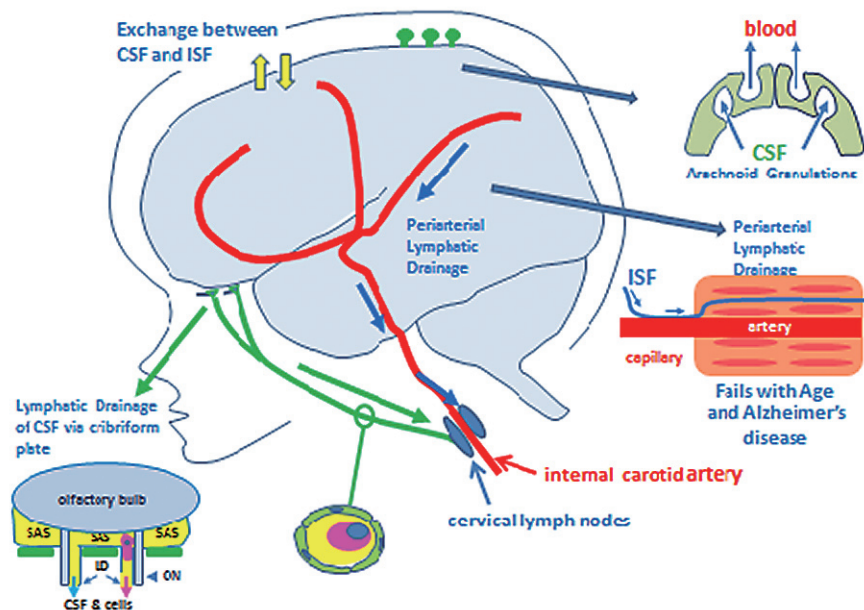 Exchange between
CSF and ISF
blood
CSF
Arachnoid Granulations
Periarterial
Lymphatic
Drainage
Periarterial
Lymphatic
Drainage
ISF
artery
capillary
Fails with Age
and Alzheimer's
disease
Lymphatic Drainage
of CSF via cribriform
plate
internal carotid artery
cervical lymph nodes
olfactory bulb
SAS
SAS
SAS
LD
ON
CSF & cells